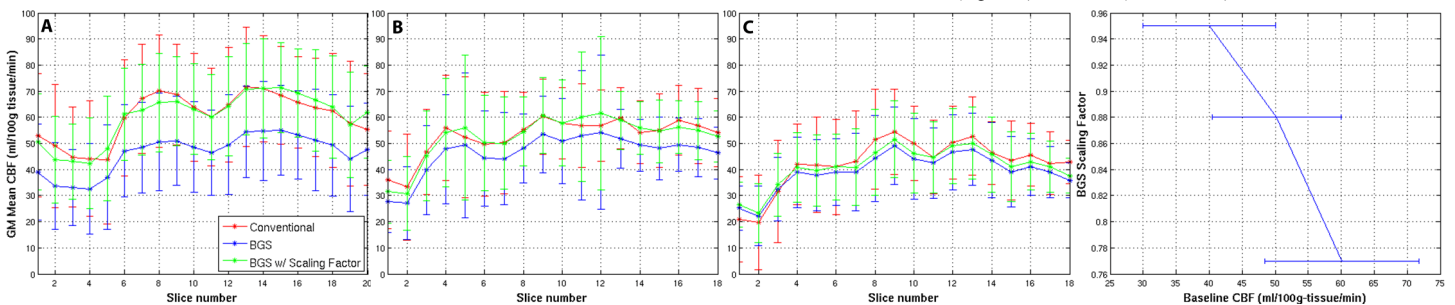 A
B
C
GM Mean CBF (ml/100g tissue/min)
100
90
80
70
60
50
40
30
20
10
0
2 4 6 8 10 12 14 16 18 20
Slice number
Conventional
BGS
BGS w/ Scaling Factor
100
90
80
70
60
50
40
30
20
10
0
2 4 6 8 10 12 14 16 18
Slice number
100
90
80
70
60
50
40
30
20
10
0
2 4 6 8 10 12 14 16 18
Slice number
BGS Scaling Factor
0.96
0.94
0.92
0.9
0.88
0.86
0.84
0.82
0.8
0.78
0.76
25 30 35 40 45 50 55 60 65 70 75
Baseline CBF (ml/100g-tissue/min)